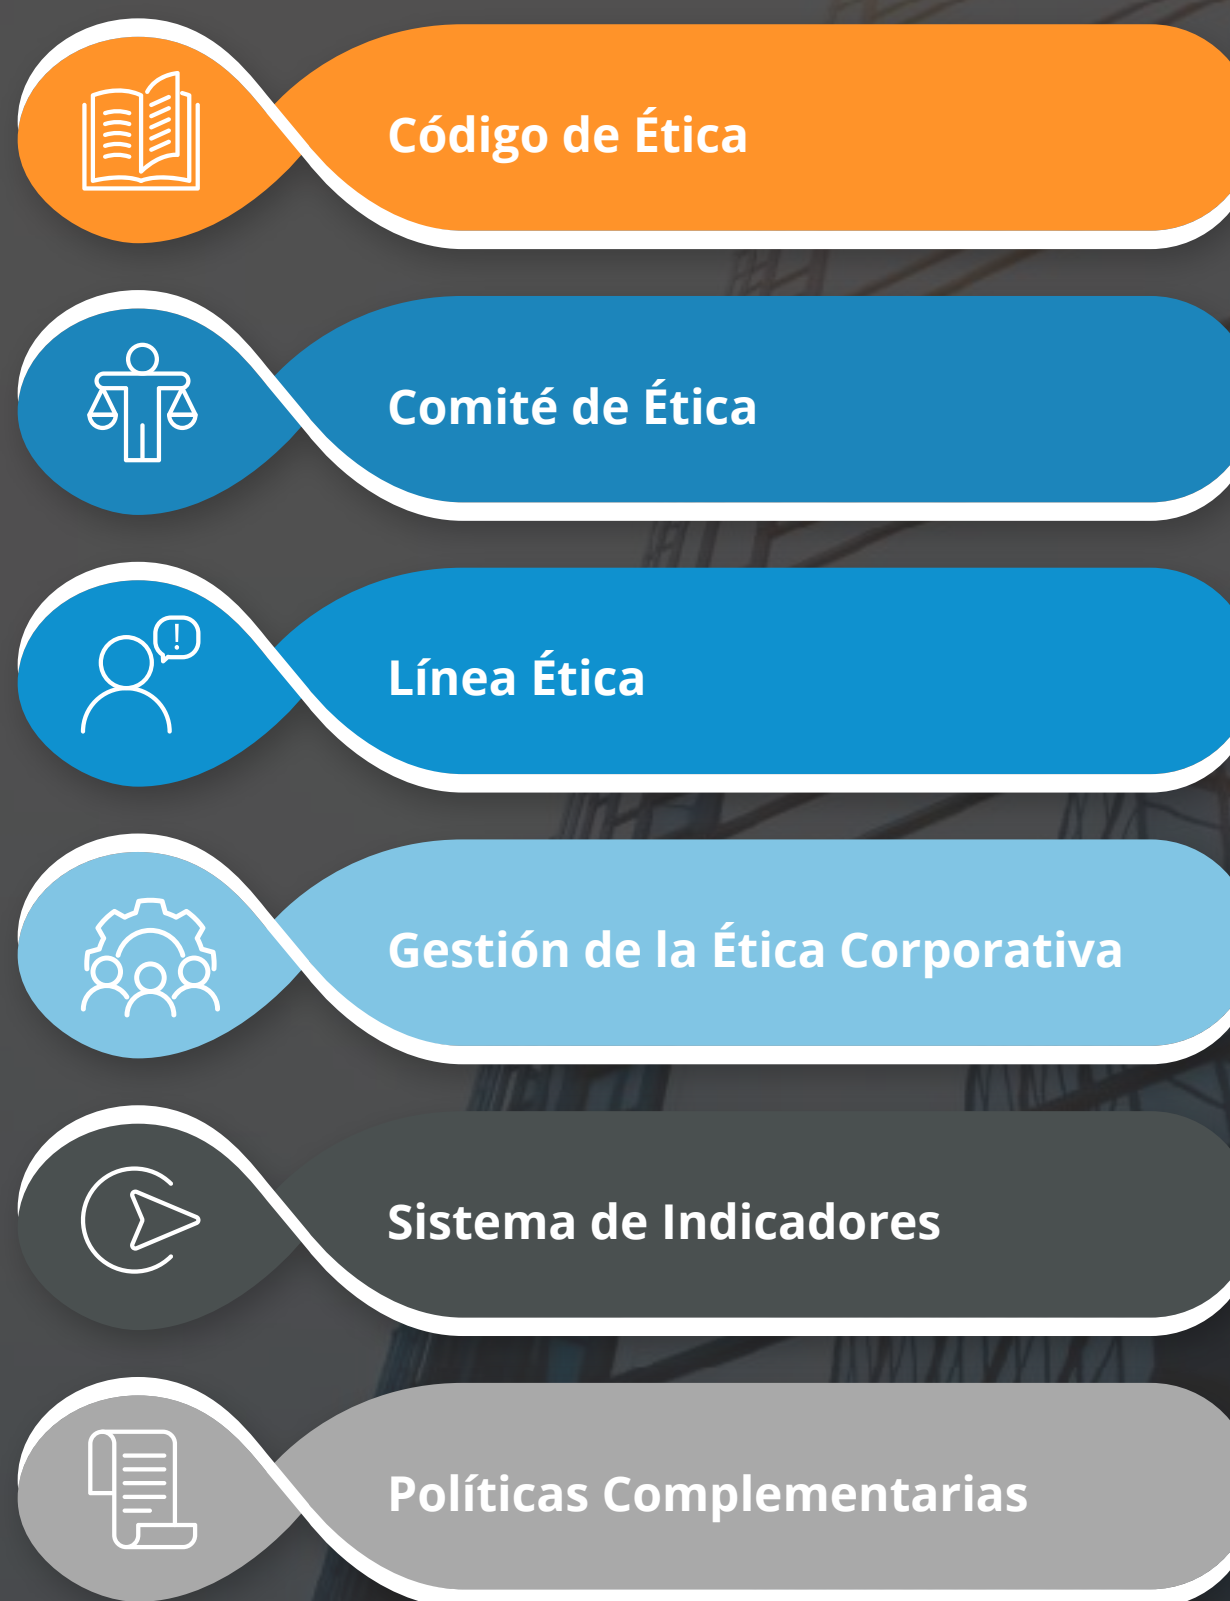 Código de Ética
Comité de Ética
Línea Ética
Gestión de la Ética Corporativa
Sistema de Indicadores
Políticas Complementarias